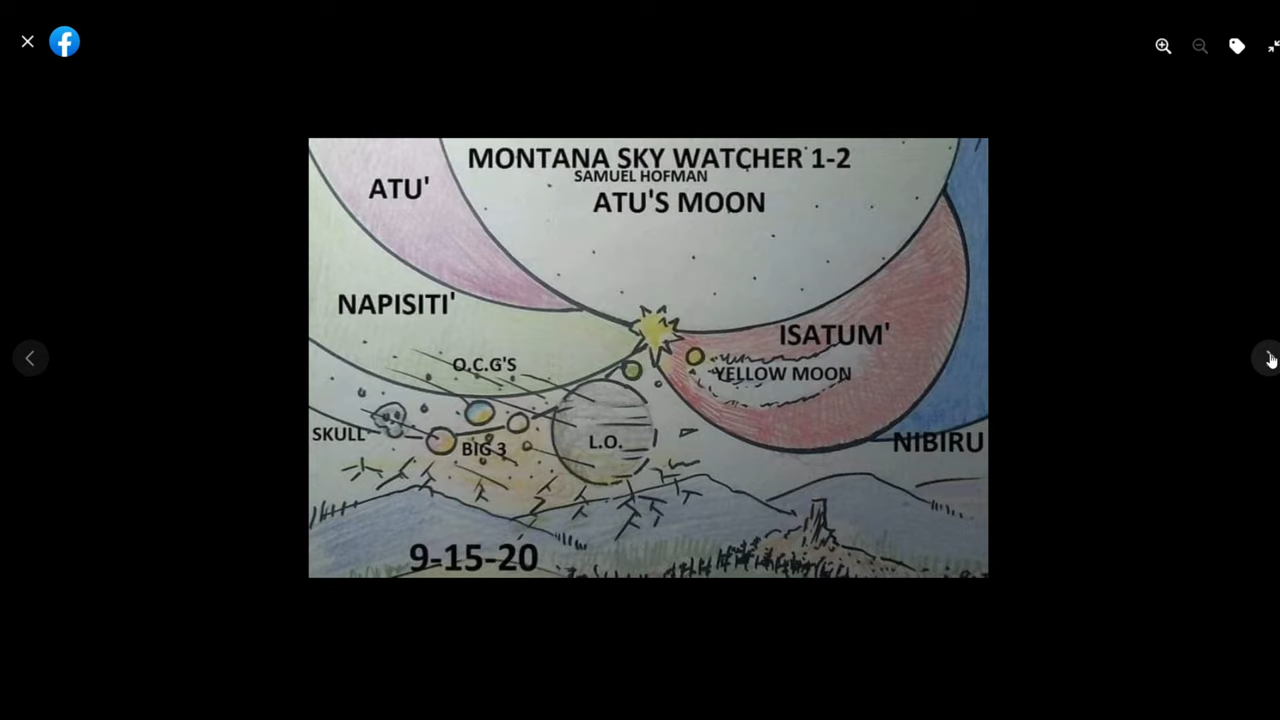 MONTANA SKY WATCHER 1-2
SAMUEL HOFMAN
ATU'S MOON
ATU'
NAPISITI'
ISATUM'
O.C.G'S
YELLOW MOON
SKULL
BIG 3
L.O.
NIBIRU
9-15-20